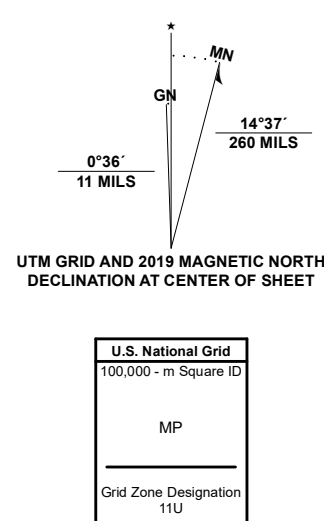 MN
GN
14°37´
260 MILS
0°36´
11 MILS
UTM GRID AND 2019 MAGNETIC NORTH
DECLINATION AT CENTER OF SHEET
U.S. National Grid
100,000 - m Square ID
MP
Grid Zone Designation
11U